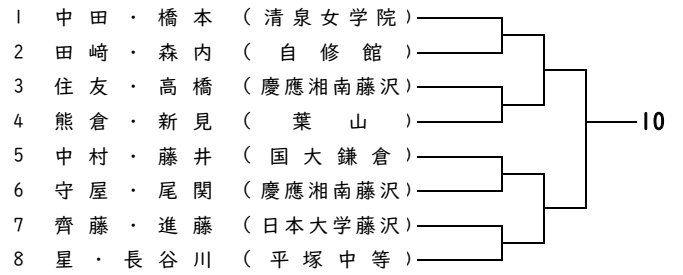 1 中田・橋本 (清泉女学院)
2 田﨑・森内 (自修館)
3 住友・高橋 (慶應湘南藤沢)
4 熊倉・新見 (葉山)
10
5 中村・藤井 (国大鎌倉)
6 守屋・尾関 (慶應湘南藤沢)
7 齊藤・進藤 (日本大学藤沢)
8 星・長谷川 (平塚中等)